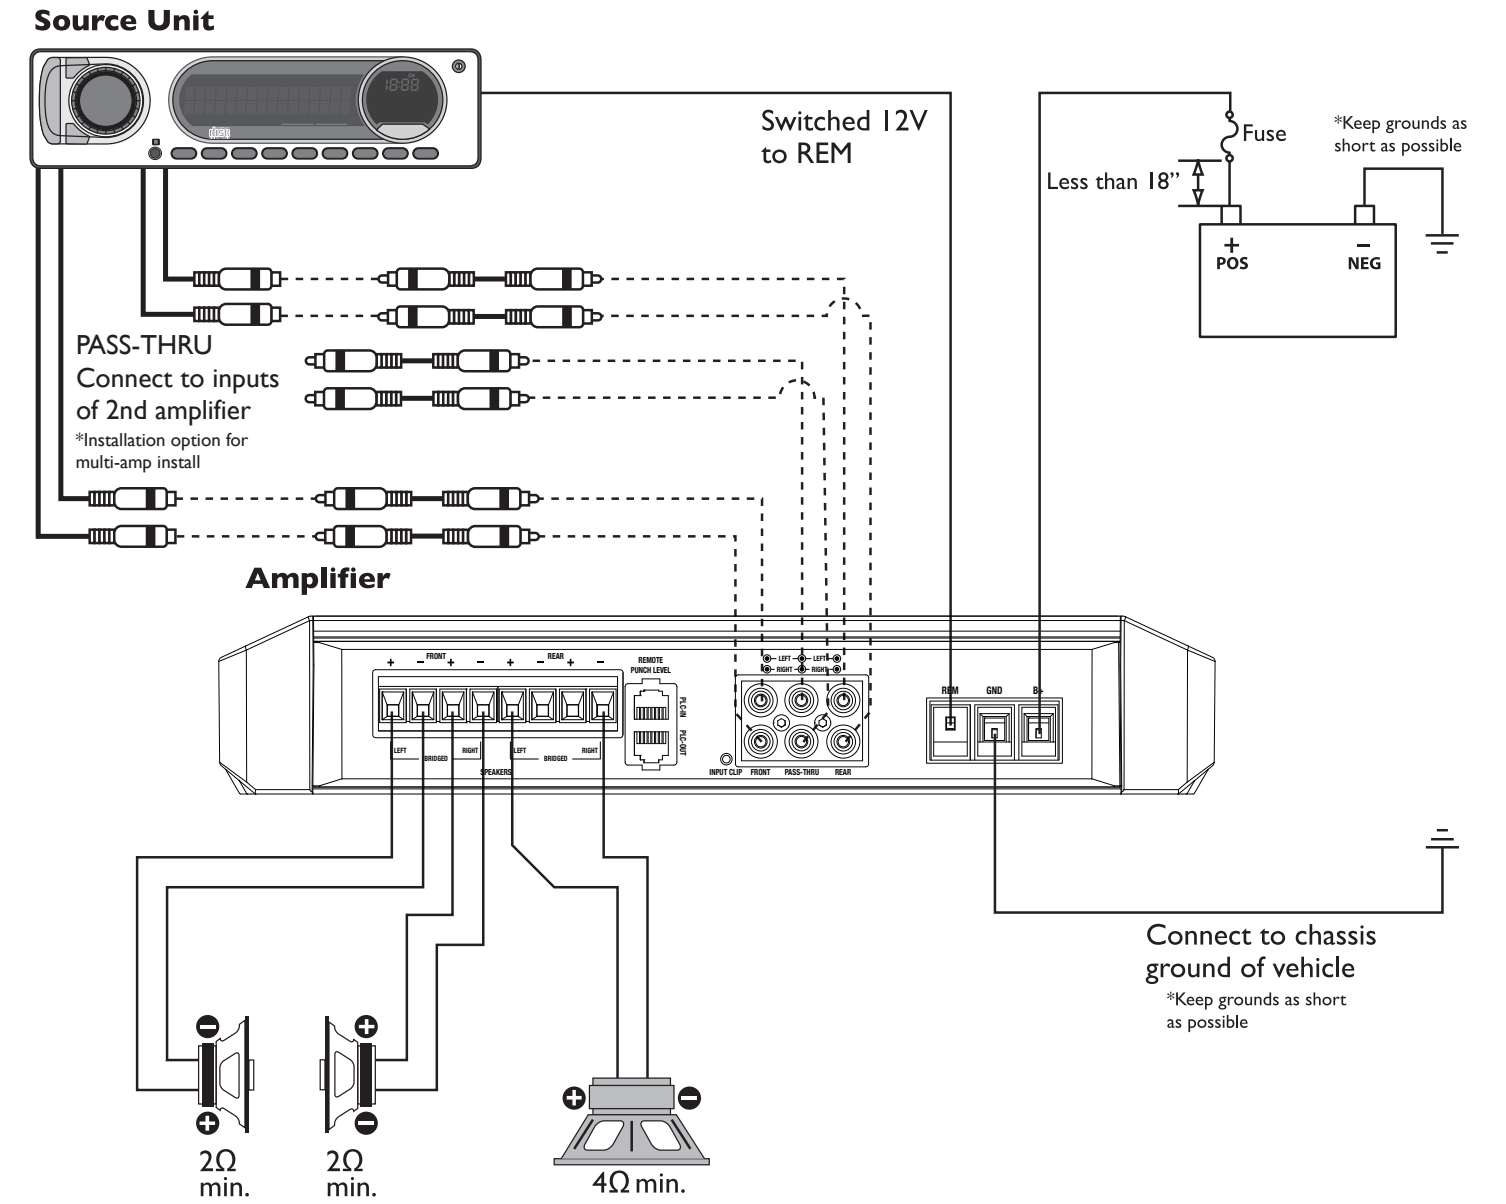 Source Unit
18:88
disc
Switched 12V
to REM
Fuse
*Keep grounds as
short as possible
Less than 18”
+
POS
–
NEG
PASS-THRU
Connect to inputs
of 2nd amplifier
*Installation option for
multi-amp install
Amplifier
FRONT REAR
+ – + – + – + –
REMOTE
PUNCH LEVEL
PLC-IN
PLC-OUT
LEFT LEFT
RIGHT RIGHT
REM GND B+
LEFT BRIDGED RIGHT LEFT BRIDGED RIGHT
SPEAKERS
INPUT CLIP FRONT PASS-THRU REAR
Connect to chassis
ground of vehicle
*Keep grounds as short
as possible
– +
+ –
+ –
2Ω
min.
2Ω
min.
4Ω min.